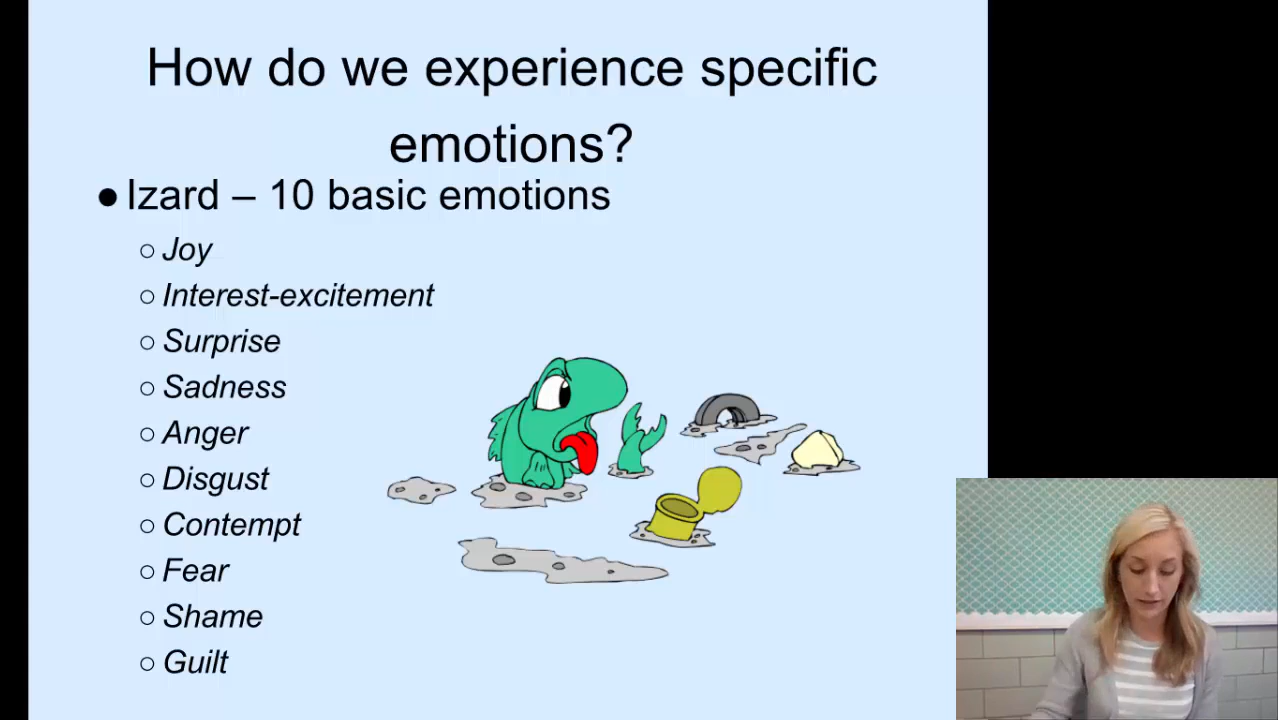 How do we experience specific
emotions?
● Izard – 10 basic emotions
○ Joy
○ Interest-excitement
○ Surprise
○ Sadness
○ Anger
○ Disgust
○ Contempt
○ Fear
○ Shame
○ Guilt